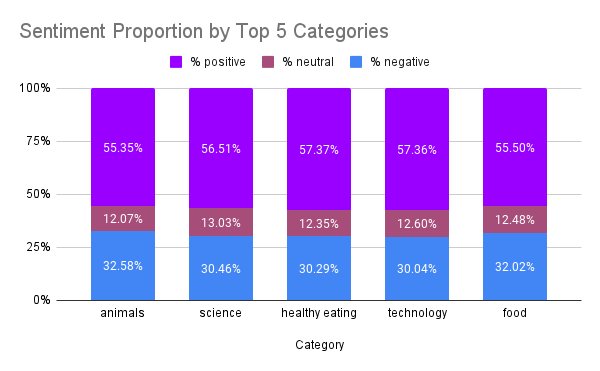 Sentiment Proportion by Top 5 Categories
% positive % neutral % negative
100%
75%
50%
25%
0%
55.35% 56.51% 57.37% 57.36% 55.50%
12.07% 13.03% 12.35% 12.60% 12.48%
32.58% 30.46% 30.29% 30.04% 32.02%
animals science healthy eating technology food
Category